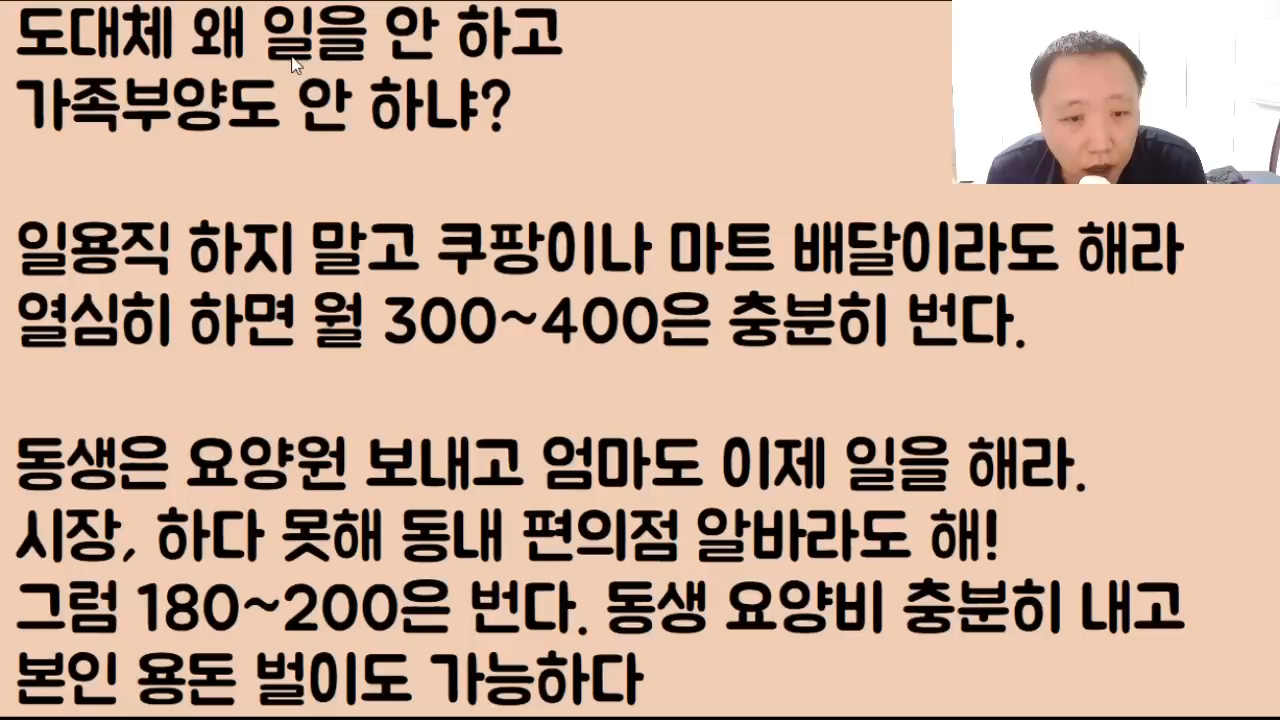 도대체 왜 일을 안 하고
가족부양도 안 하냐?
일용직 하지 말고 쿠팡이나 마트 배달이라도 해라
열심히 하면 월 300~400은 충분히 번다.
동생은 요양원 보내고 엄마도 이제 일을 해라.
시장, 하다 못해 동내 편의점 알바라도 해!
그럼 180~200은 번다. 동생 요양비 충분히 내고
본인 용돈 벌이도 가능하다